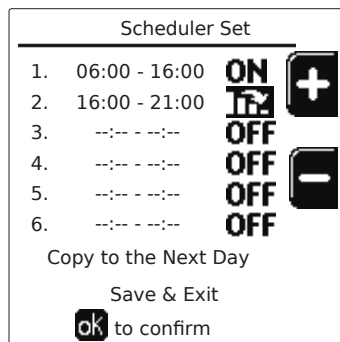 Scheduler Set
1. 06:00 - 16:00 ON
2. 16:00 - 21:00
3. --:-- - --:-- OFF
4. --:-- - --:-- OFF
5. --:-- - --:-- OFF
6. --:-- - --:-- OFF
Copy to the Next Day
Save & Exit
ok to confirm